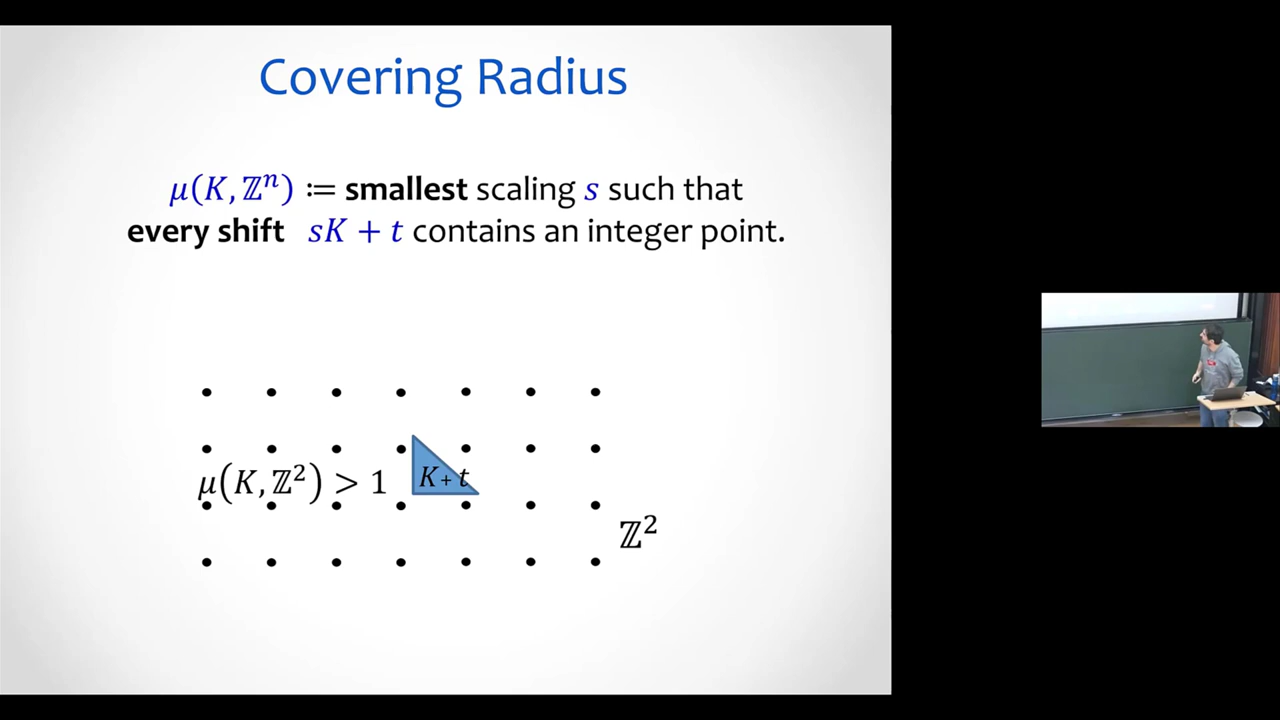 Covering Radius
μ(K, ℤⁿ) := smallest scaling s such that
every shift sK + t contains an integer point.
μ(K, ℤ²) > 1
K + t
ℤ²